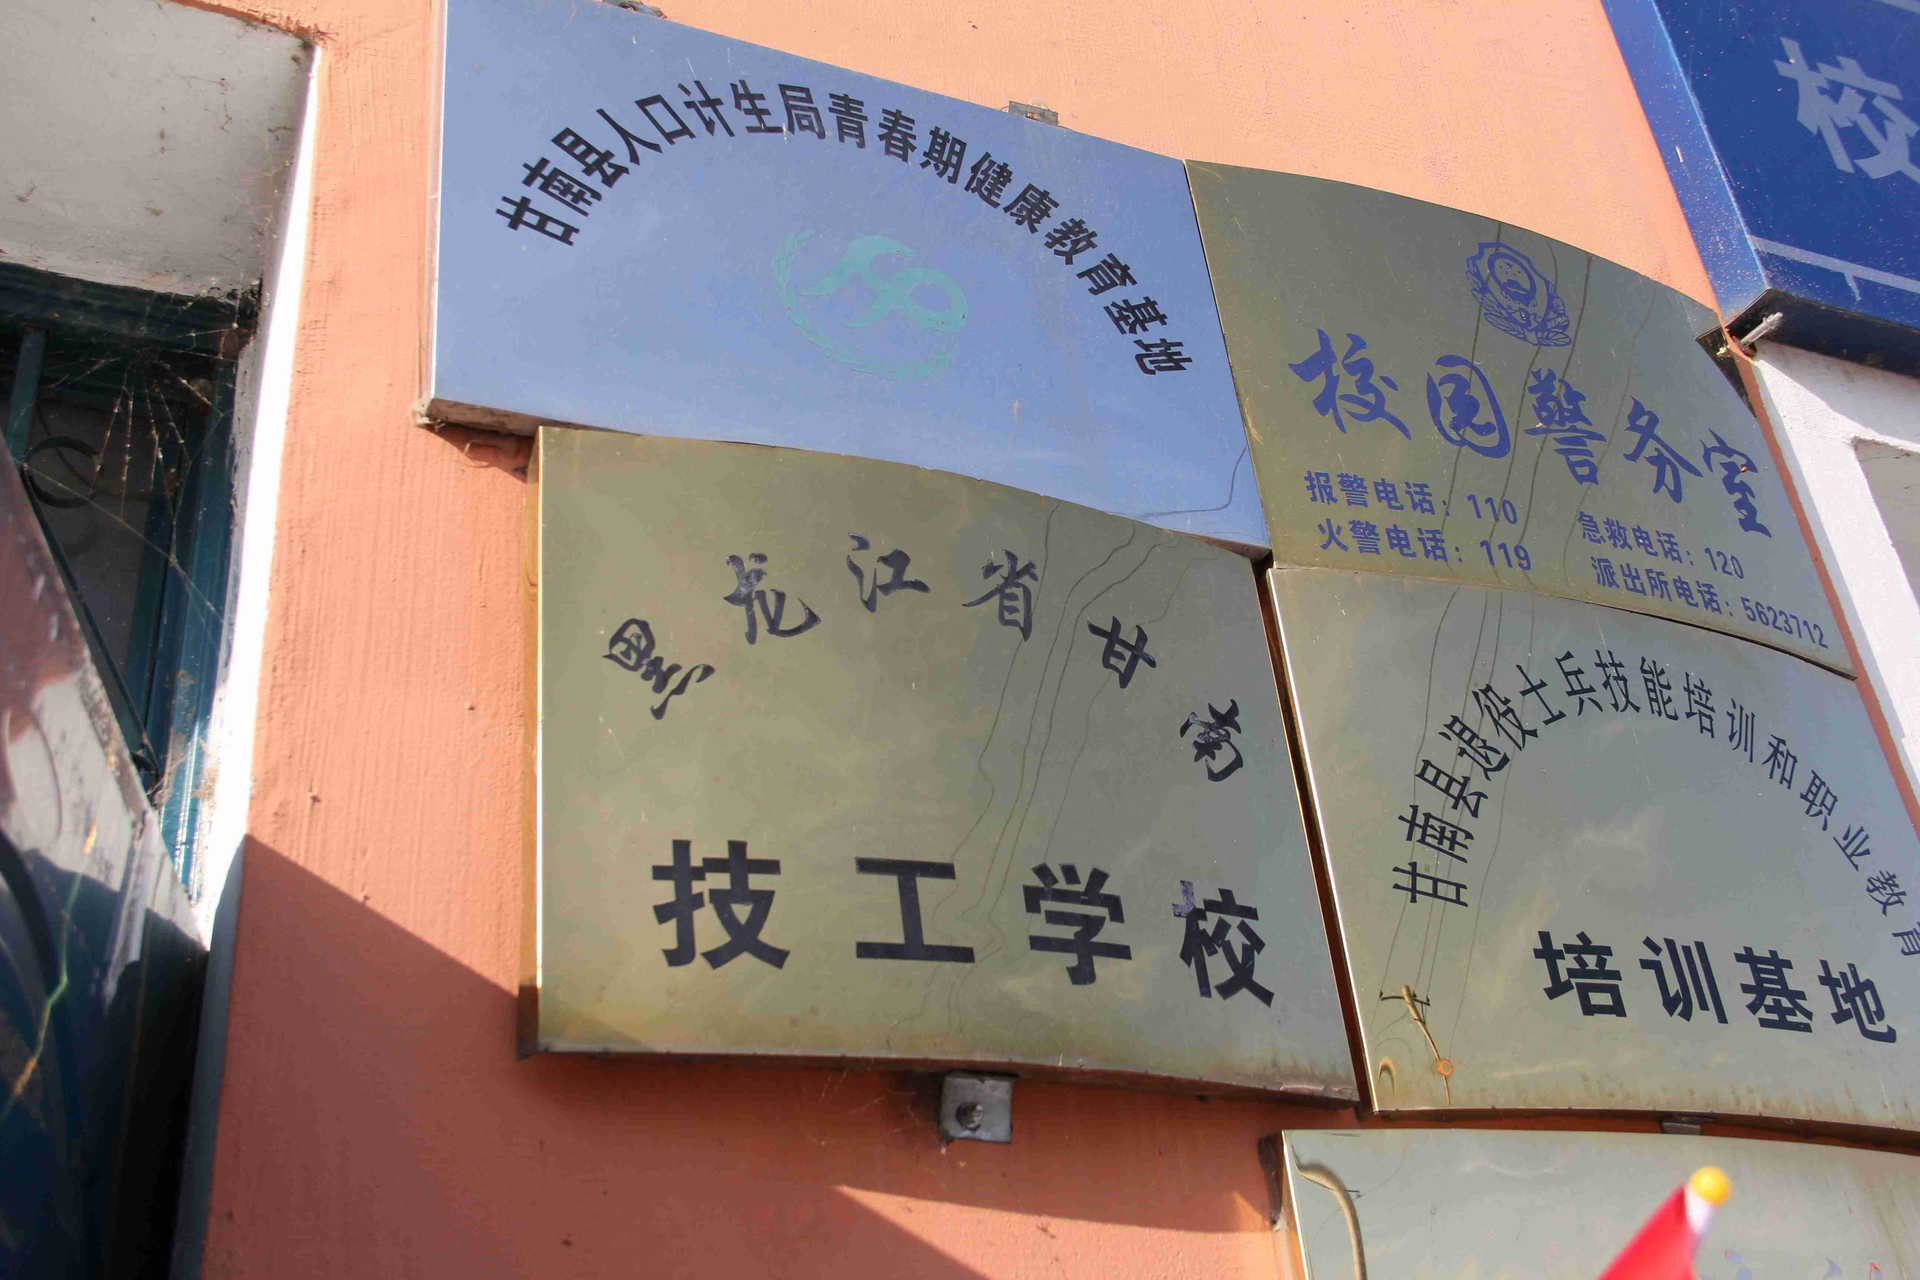 甘南县人口计生局青春期健康教育基地
校园警务室
报警电话：110
急救电话：120
火警电话：119
派出所电话：5623712
黑龙江省甘南
技工学校
甘南县退役士兵技能培训和职业教育
培训基地
校